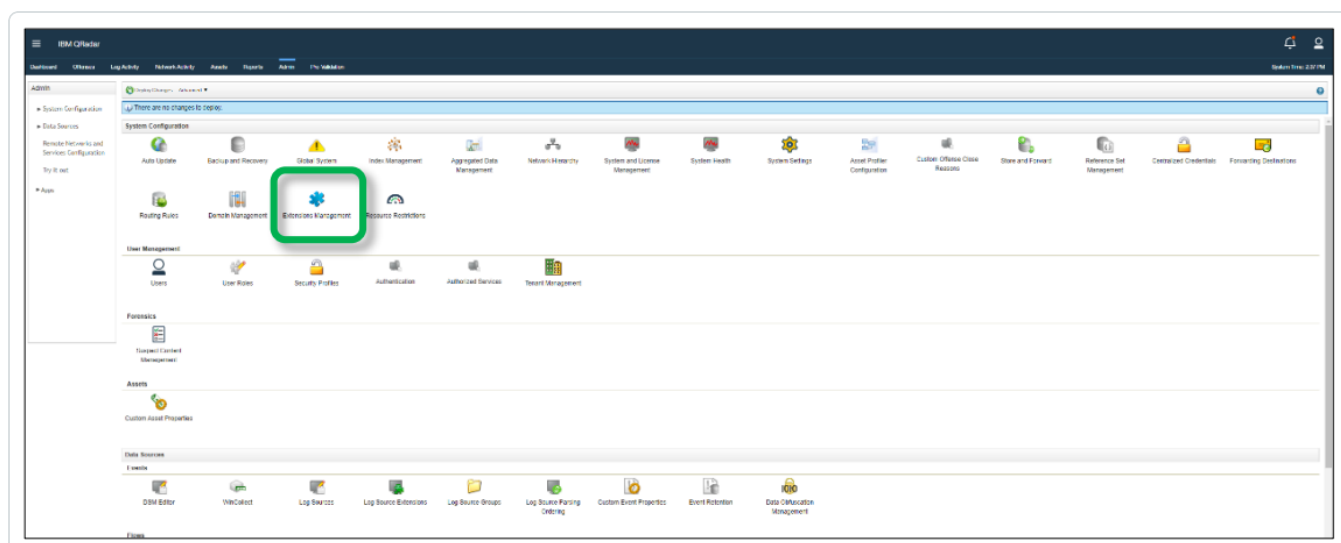 IBM QRadar
Dashboard Offenses Log Activity Network Activity Assets Reports Admin Pre-Validation
System Time: 2:37 PM
Admin
System Configuration
Data Sources
Remote Networks and
Services Configuration
Try it out
Apps
Deploy Changes Advanced
There are no changes to deploy.
System Configuration
Auto Update
Backup and Recovery
Global System
Index Management
Aggregated Data
Management
Network Hierarchy
System and License
Management
System Health
System Settings
Asset Profiler
Configuration
Custom Offense Close
Reasons
Store and Forward
Reference Set
Management
Centralized Credentials
Forwarding Destinations
Routing Rules
Domain Management
Extensions Management
Resource Restrictions
User Management
Users
User Roles
Security Profiles
Authentication
Authorized Services
Tenant Management
Forensics
Suspect Content
Management
Assets
Custom Asset Properties
Data Sources
Events
DSM Editor
WinCollect
Log Sources
Log Source Extensions
Log Source Groups
Log Source Parsing
Ordering
Custom Event Properties
Event Retention
Data Obfuscation
Management
Flows